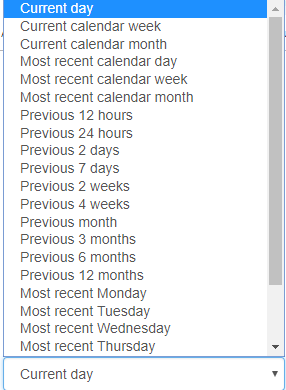 Current day
Current calendar week
Current calendar month
Most recent calendar day
Most recent calendar week
Most recent calendar month
Previous 12 hours
Previous 24 hours
Previous 2 days
Previous 7 days
Previous 2 weeks
Previous 4 weeks
Previous month
Previous 3 months
Previous 6 months
Previous 12 months
Most recent Monday
Most recent Tuesday
Most recent Wednesday
Most recent Thursday
Current day